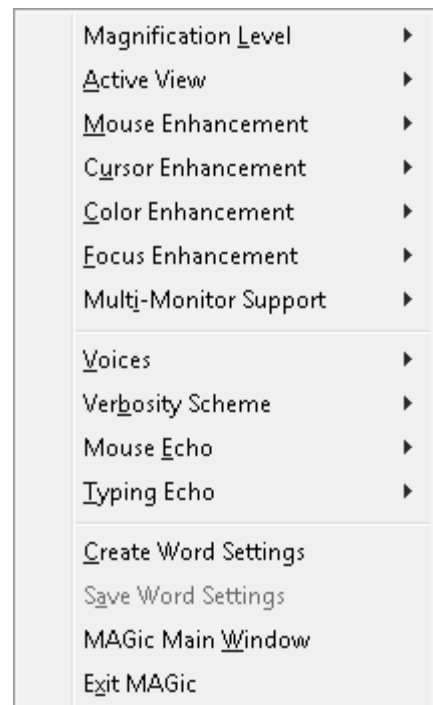 Magnification Level
Active View
Mouse Enhancement
Cursor Enhancement
Color Enhancement
Focus Enhancement
Multi-Monitor Support
Voices
Verbosity Scheme
Mouse Echo
Typing Echo
Create Word Settings
Save Word Settings
MAGic Main Window
Exit MAGic